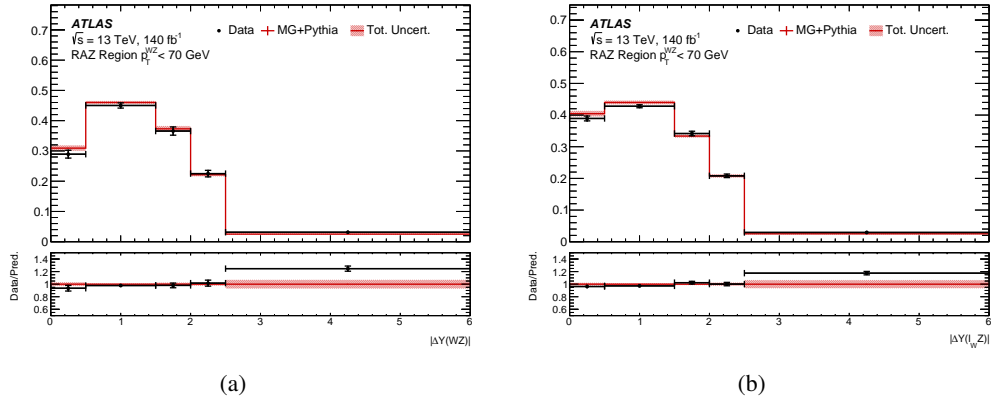 ATLAS
√s = 13 TeV, 140 fb⁻¹
RAZ Region p_T^WZ < 70 GeV
Data MG+Pythia Tot. Uncert.
0.7
0.6
0.5
0.4
0.3
0.2
0.1
0
Data/Pred.
1.4
1.2
1
0.8
0.6
0 1 2 3 4 5 6
|ΔY(WZ)|
(a)
ATLAS
√s = 13 TeV, 140 fb⁻¹
RAZ Region p_T^WZ < 70 GeV
Data MG+Pythia Tot. Uncert.
0.7
0.6
0.5
0.4
0.3
0.2
0.1
0
Data/Pred.
1.4
1.2
1
0.8
0.6
0 1 2 3 4 5 6
|ΔY(l_W Z)|
(b)